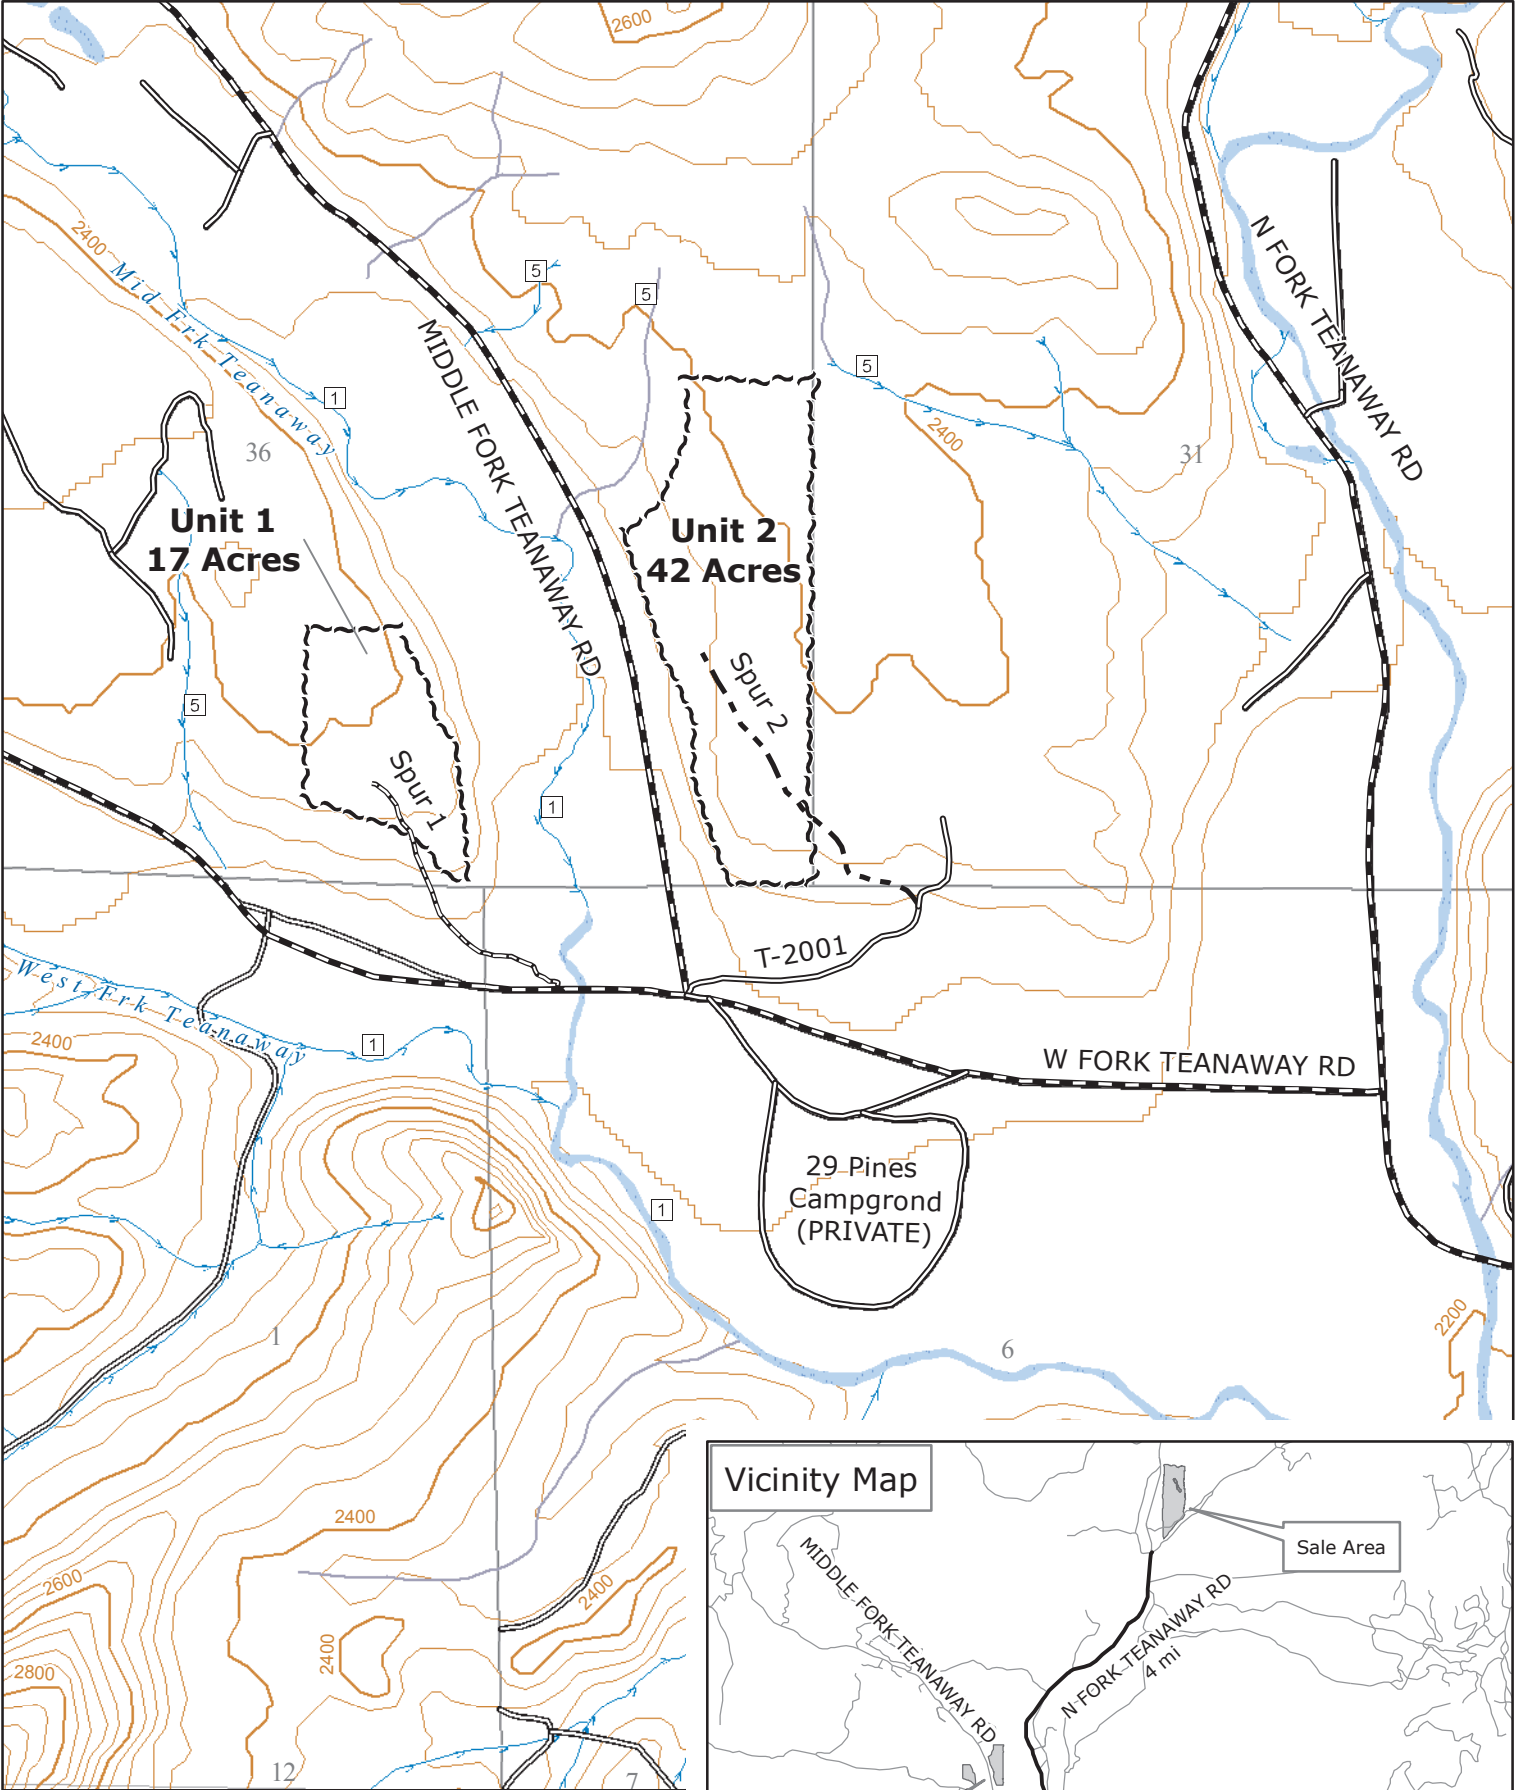 2600
2400
Mid Frk Teanaway
5
5
N FORK TEANAWAY RD
MIDDLE FORK TEANAWAY RD
5
1
2400
36
31
Unit 1
17 Acres
Unit 2
42 Acres
Spur 2
5
Spur 1
1
T-2001
West Frk Teanaway
2400
1
W FORK TEANAWAY RD
29 Pines
Campgrond
(PRIVATE)
1
1
6
2200
2400
2600
2400
2400
2800
12
7
Vicinity Map
Sale Area
MIDDLE FORK TEANAWAY RD
N FORK TEANAWAY RD
4 mi